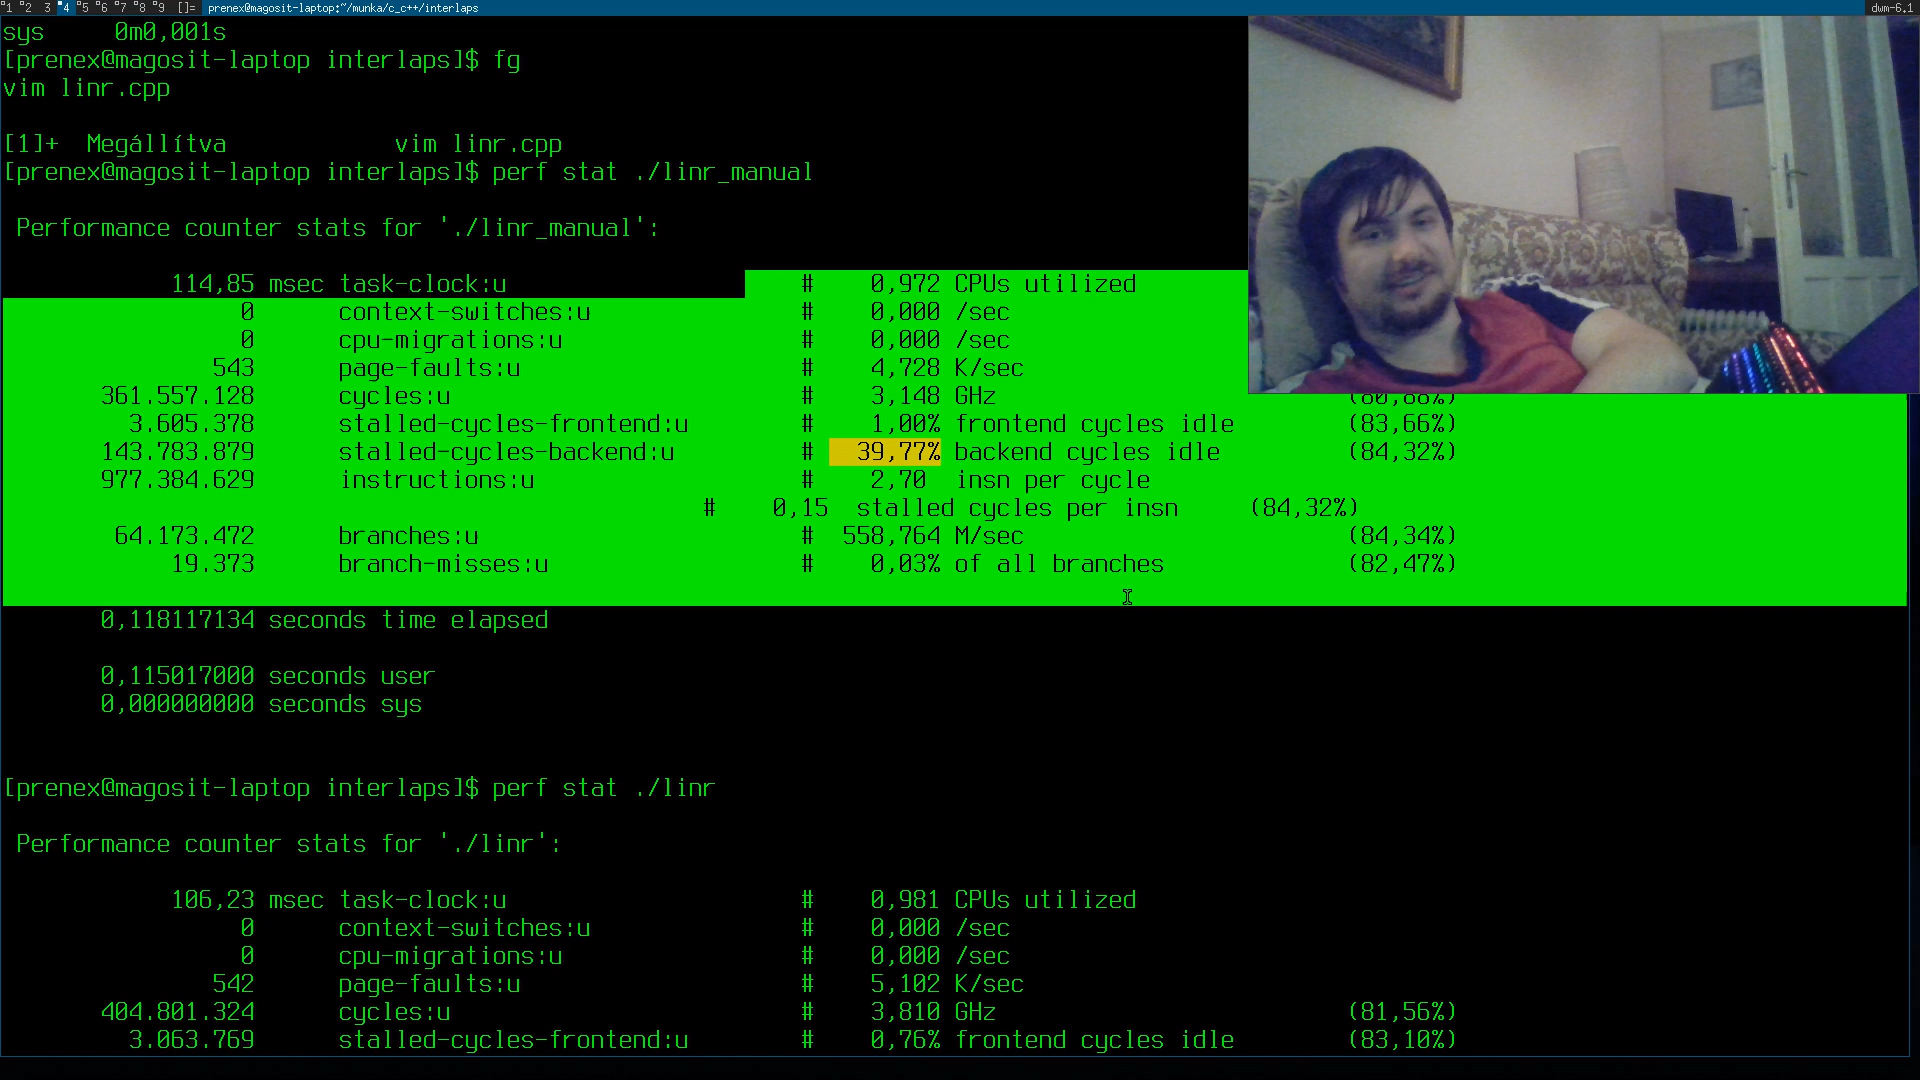 1 2 3 4 5 6 7 8 9 []= prenex@magosit-laptop:~/munka/c_c++/interlaps dwm-6.1
sys 0m0,001s
[prenex@magosit-laptop interlaps]$ fg
vim linr.cpp
[1]+ Megállítva vim linr.cpp
[prenex@magosit-laptop interlaps]$ perf stat ./linr_manual
Performance counter stats for './linr_manual':
114,85 msec task-clock:u # 0,972 CPUs utilized
0 context-switches:u # 0,000 /sec
0 cpu-migrations:u # 0,000 /sec
543 page-faults:u # 4,728 K/sec
361.557.128 cycles:u # 3,148 GHz (80,88%)
3.605.378 stalled-cycles-frontend:u # 1,00% frontend cycles idle (83,66%)
143.783.879 stalled-cycles-backend:u # 39,77% backend cycles idle (84,32%)
977.384.629 instructions:u # 2,70 insn per cycle
# 0,15 stalled cycles per insn (84,32%)
64.173.472 branches:u # 558,764 M/sec (84,34%)
19.373 branch-misses:u # 0,03% of all branches (82,47%)
0,118117134 seconds time elapsed
0,115017000 seconds user
0,000000000 seconds sys
[prenex@magosit-laptop interlaps]$ perf stat ./linr
Performance counter stats for './linr':
106,23 msec task-clock:u # 0,981 CPUs utilized
0 context-switches:u # 0,000 /sec
0 cpu-migrations:u # 0,000 /sec
542 page-faults:u # 5,102 K/sec
404.801.324 cycles:u # 3,810 GHz (81,56%)
3.063.769 stalled-cycles-frontend:u # 0,76% frontend cycles idle (83,10%)